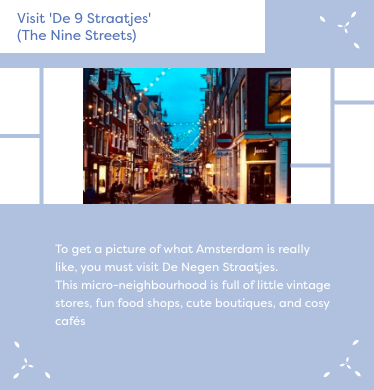 Visit 'De 9 Straatjes'
(The Nine Streets)
To get a picture of what Amsterdam is really
like, you must visit De Negen Straatjes.
This micro-neighbourhood is full of little vintage
stores, fun food shops, cute boutiques, and cosy
cafés